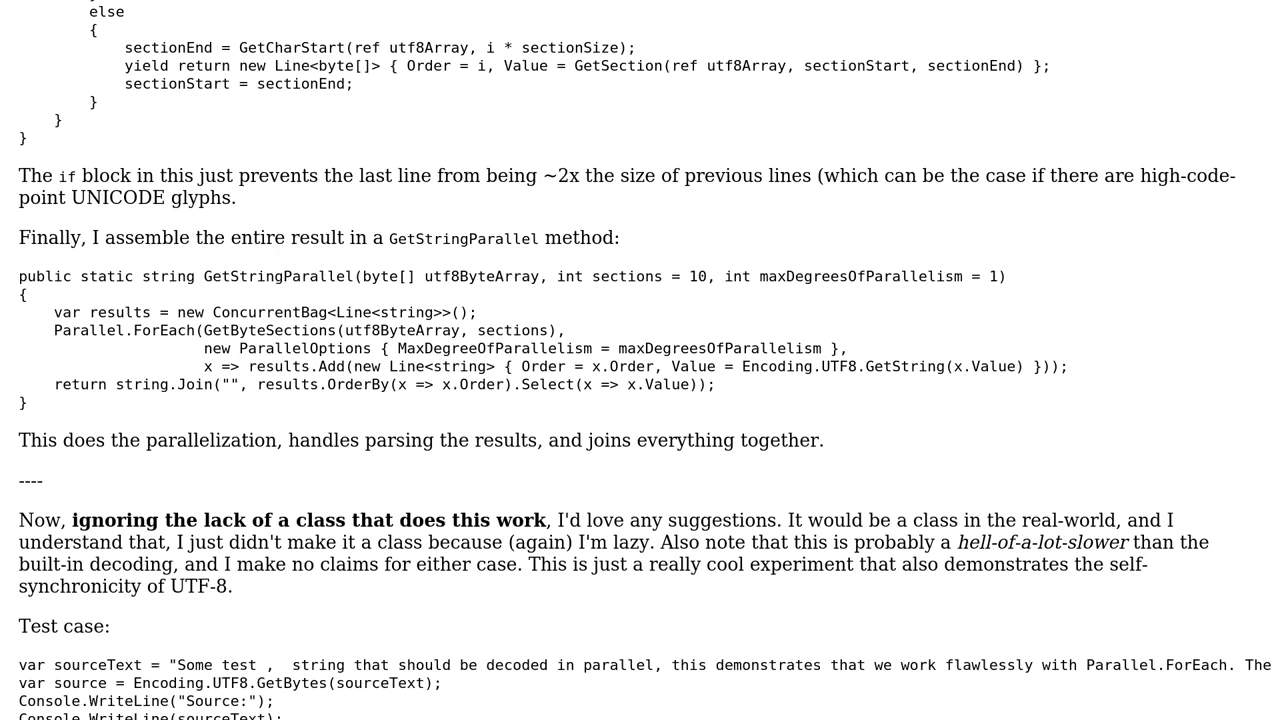 else
{
sectionEnd = GetCharStart(ref utf8Array, i * sectionSize);
yield return new Line<byte[]> { Order = i, Value = GetSection(ref utf8Array, sectionStart, sectionEnd) };
sectionStart = sectionEnd;
}
}
}
The if block in this just prevents the last line from being ~2x the size of previous lines (which can be the case if there are high-code-
point UNICODE glyphs.
Finally, I assemble the entire result in a GetStringParallel method:
public static string GetStringParallel(byte[] utf8ByteArray, int sections = 10, int maxDegreesOfParallelism = 1)
{
var results = new ConcurrentBag<Line<string>>();
Parallel.ForEach(GetByteSections(utf8ByteArray, sections),
new ParallelOptions { MaxDegreeOfParallelism = maxDegreesOfParallelism },
x => results.Add(new Line<string> { Order = x.Order, Value = Encoding.UTF8.GetString(x.Value) }));
return string.Join("", results.OrderBy(x => x.Order).Select(x => x.Value));
}
This does the parallelization, handles parsing the results, and joins everything together.
----
Now, ignoring the lack of a class that does this work, I'd love any suggestions. It would be a class in the real-world, and I
understand that, I just didn't make it a class because (again) I'm lazy. Also note that this is probably a hell-of-a-lot-slower than the
built-in decoding, and I make no claims for either case. This is just a really cool experiment that also demonstrates the self-
synchronicity of UTF-8.
Test case:
var sourceText = "Some test ,  string that should be decoded in parallel, this demonstrates that we work flawlessly with Parallel.ForEach. The
var source = Encoding.UTF8.GetBytes(sourceText);
Console.WriteLine("Source:");
Console.WriteLine(sourceText);